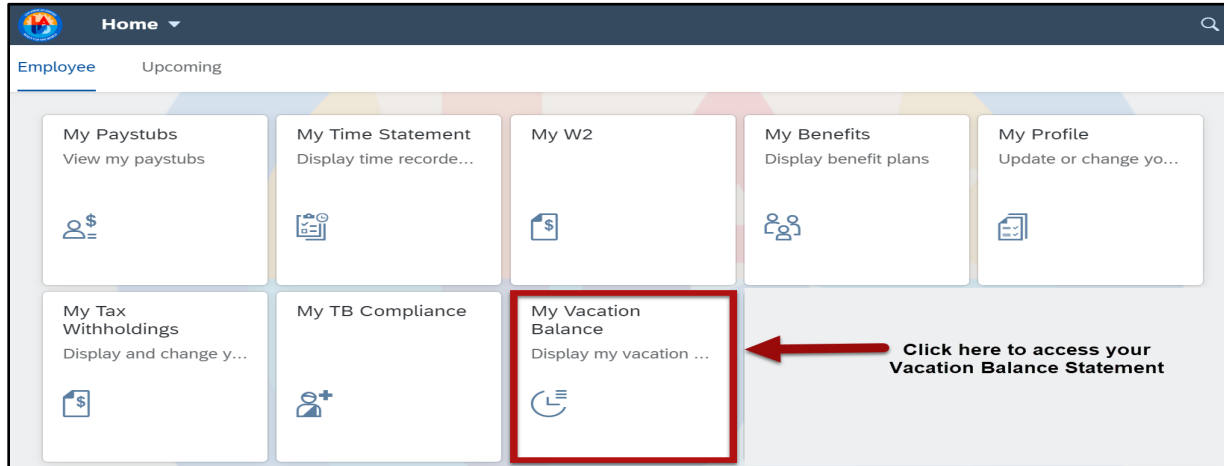 Home
Employee
Upcoming
My Paystubs
View my paystubs
My Time Statement
Display time recorde...
My W2
My Benefits
Display benefit plans
My Profile
Update or change yo...
My Tax
Withholdings
Display and change y...
My TB Compliance
My Vacation
Balance
Display my vacation ...
Click here to access your
Vacation Balance Statement